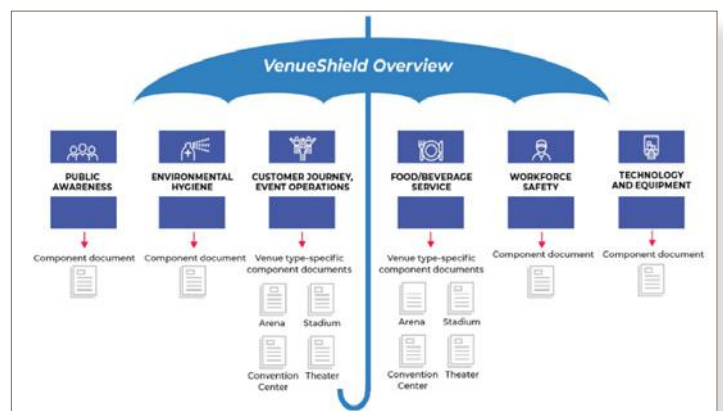 VenueShield Overview
PUBLIC
AWARENESS
ENVIRONMENTAL
HYGIENE
CUSTOMER JOURNEY,
EVENT OPERATIONS
FOOD/BEVERAGE
SERVICE
WORKFORCE
SAFETY
TECHNOLOGY
AND EQUIPMENT
Component document
Component document
Venue type-specific
component documents
Arena
Stadium
Convention
Center
Theater
Venue type-specific
component documents
Arena
Stadium
Convention
Center
Theater
Component document
Component document